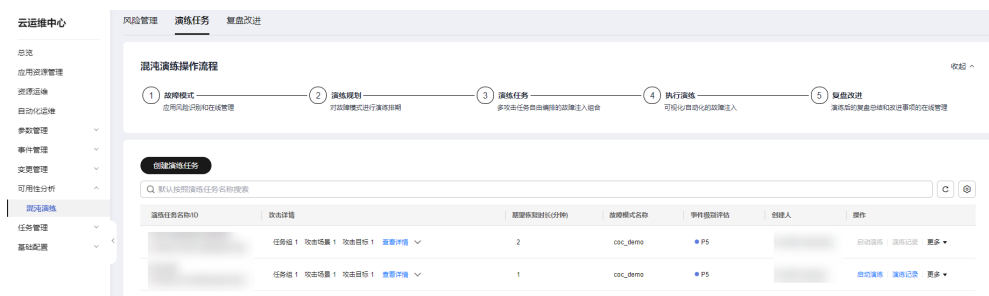 云运维中心
风险管理 演练任务 复盘改进
总览
应用资源管理
资源运维
自动化运维
参数管理
事件管理
变更管理
可用性分析
混沌演练
任务管理
基础配置
混沌演练操作流程 收起
1 故障模式 2 演练规划 3 演练任务 4 执行演练 5 复盘改进
应用风险识别和在线管理 对故障模式进行演练排期 多攻击任务自由编排的故障注入组合 可视化/自动化的故障注入 演练后的复盘总结和改进事项的在线管理
创建演练任务
默认按照演练任务名称搜索
演练任务名称/ID 攻击详情 期望恢复时长(分钟) 故障模式名称 事件级别评估 创建人 操作
任务组 1 攻击场景 1 攻击目标 1 查看详情 2 coc_demo P5 启动演练 演练记录 更多
任务组 1 攻击场景 1 攻击目标 1 查看详情 1 coc_demo P5 启动演练 演练记录 更多